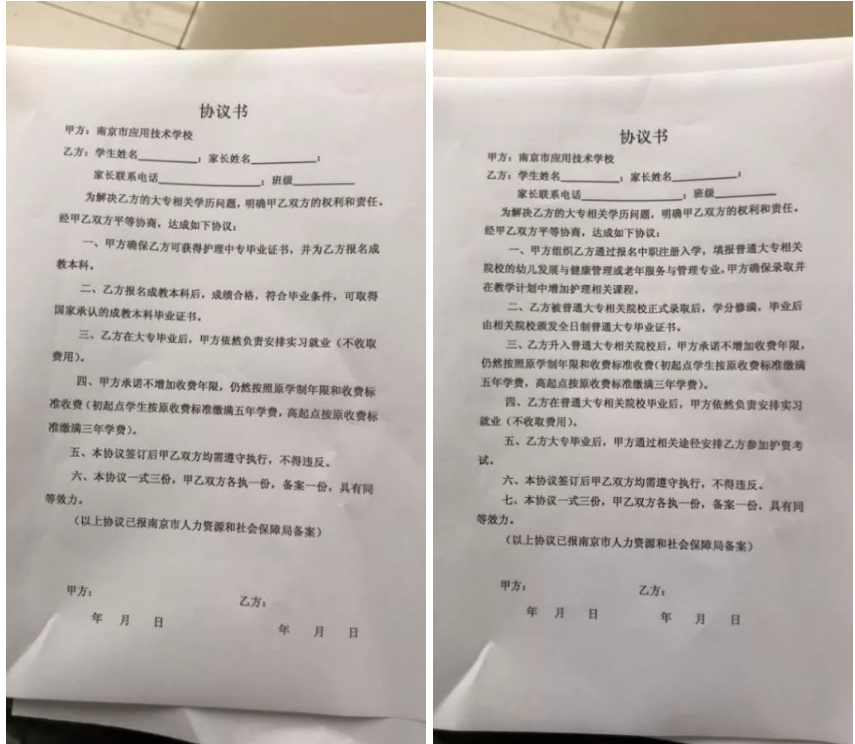 协议书
甲方：南京市应用技术学校
乙方：学生姓名________；家长姓名________；
家长联系电话____________；班级________
为解决乙方的大专相关学历问题，明确甲乙双方的权利和责任。
经甲乙双方平等协商，达成如下协议：
一、甲方确保乙方可获得护理中专毕业证书，并为乙方报名成
教本科。
二、乙方报名成教本科后，成绩合格，符合毕业条件，可取得
国家承认的成教本科毕业证书。
三、乙方在大专毕业后，甲方依然负责安排实习就业（不收取
费用）。
四、甲方承诺不增加收费年限，仍然按照原学制年限和收费标
准收费（初起点学生按原收费标准缴满五年学费，高起点按原收费标
准缴满三年学费）。
五、本协议签订后甲乙双方均需遵守执行，不得违反。
六、本协议一式三份，甲乙双方各执一份，备案一份，具有同
等效力。
（以上协议已报南京市人力资源和社会保障局备案）
甲方：
乙方：
年 月 日
年 月 日
协议书
甲方：南京市应用技术学校
乙方：学生姓名________；家长姓名________；
家长联系电话____________；班级________
为解决乙方的大专相关学历问题，明确甲乙双方的权利和责任。
经甲乙双方平等协商，达成如下协议：
一、甲方组织乙方通过报名中职注册入学，填报普通大专相关
院校的幼儿发展与健康管理或老年服务与管理专业，甲方确保录取并
在教学计划中增加护理相关课程。
二、乙方被普通大专相关院校正式录取后，学分修满，毕业后
由相关院校颁发全日制普通大专毕业证书。
三、乙方升入普通大专相关院校后，甲方承诺不增加收费年限，
仍然按照原学制年限和收费标准收费（初起点学生按原收费标准缴满
五年学费，高起点按原收费标准缴满三年学费）。
四、乙方在普通大专相关院校毕业后，甲方依然负责安排实习
就业（不收取费用）。
五、乙方大专毕业后，甲方通过相关途径安排乙方参加护资考
试。
六、本协议签订后甲乙双方均需遵守执行，不得违反。
七、本协议一式三份，甲乙双方各执一份，备案一份，具有同
等效力。
（以上协议已报南京市人力资源和社会保障局备案）
甲方：
乙方：
年 月 日
年 月 日